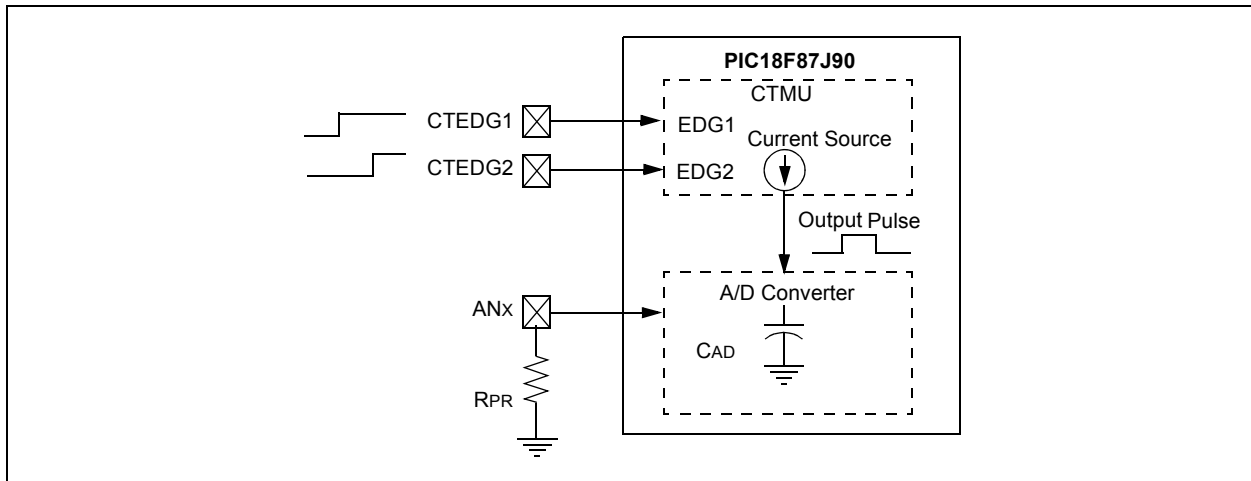 PIC18F87J90
CTMU
CTEDG1
EDG1
Current Source
CTEDG2
EDG2
Output Pulse
A/D Converter
ANX
CAD
RPR